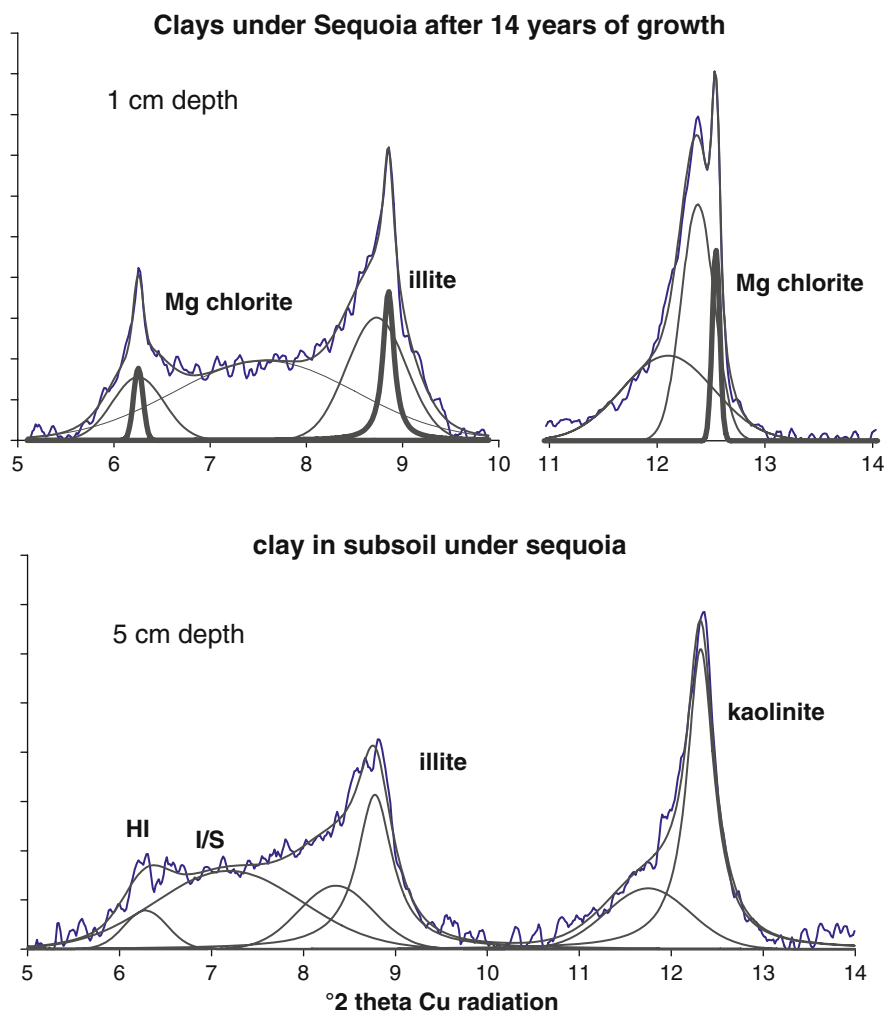 Clays under Sequoia after 14 years of growth
1 cm depth
Mg chlorite
illite
Mg chlorite
5 6 7 8 9 10 11 12 13 14
clay in subsoil under sequoia
5 cm depth
kaolinite
illite
HI
I/S
5 6 7 8 9 10 11 12 13 14
°2 theta Cu radiation